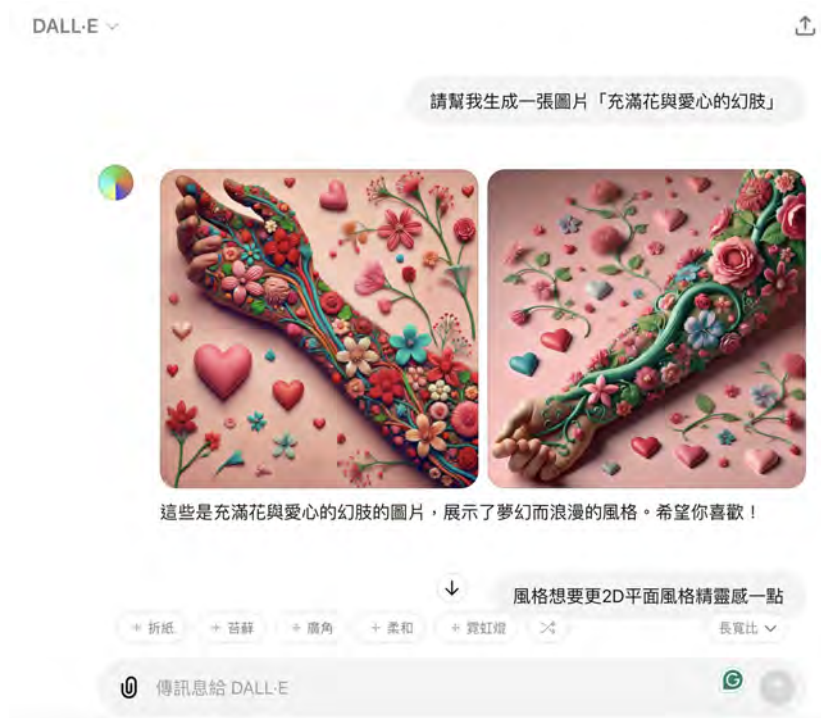 DALL·E
請幫我生成一張圖片「充滿花與愛心的幻肢」
這些是充滿花與愛心的幻肢的圖片，展示了夢幻而浪漫的風格。希望你喜歡！
風格想要更2D平面風格精靈感一點
+ 折紙
+ 苔蘚
+ 廣角
+ 柔和
+ 霓虹燈
長寬比
傳訊息給 DALL·E